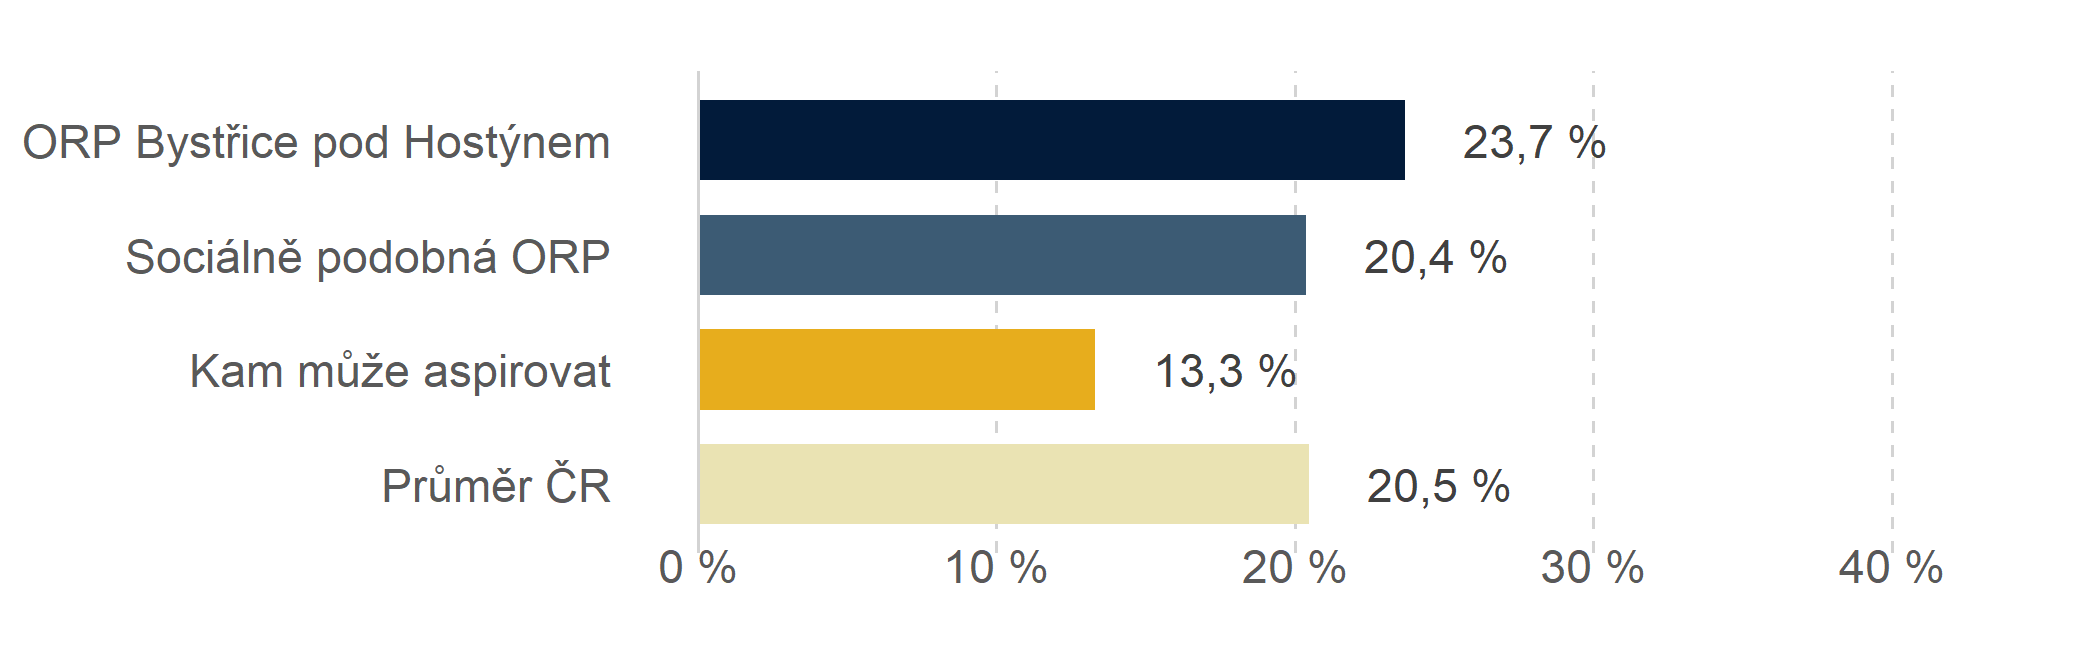 ORP Bystřice pod Hostýnem
23,7 %
Sociálně podobná ORP
20,4 %
Kam může aspirovat
13,3 %
Průměr ČR
20,5 %
0 % 10 % 20 % 30 % 40 %